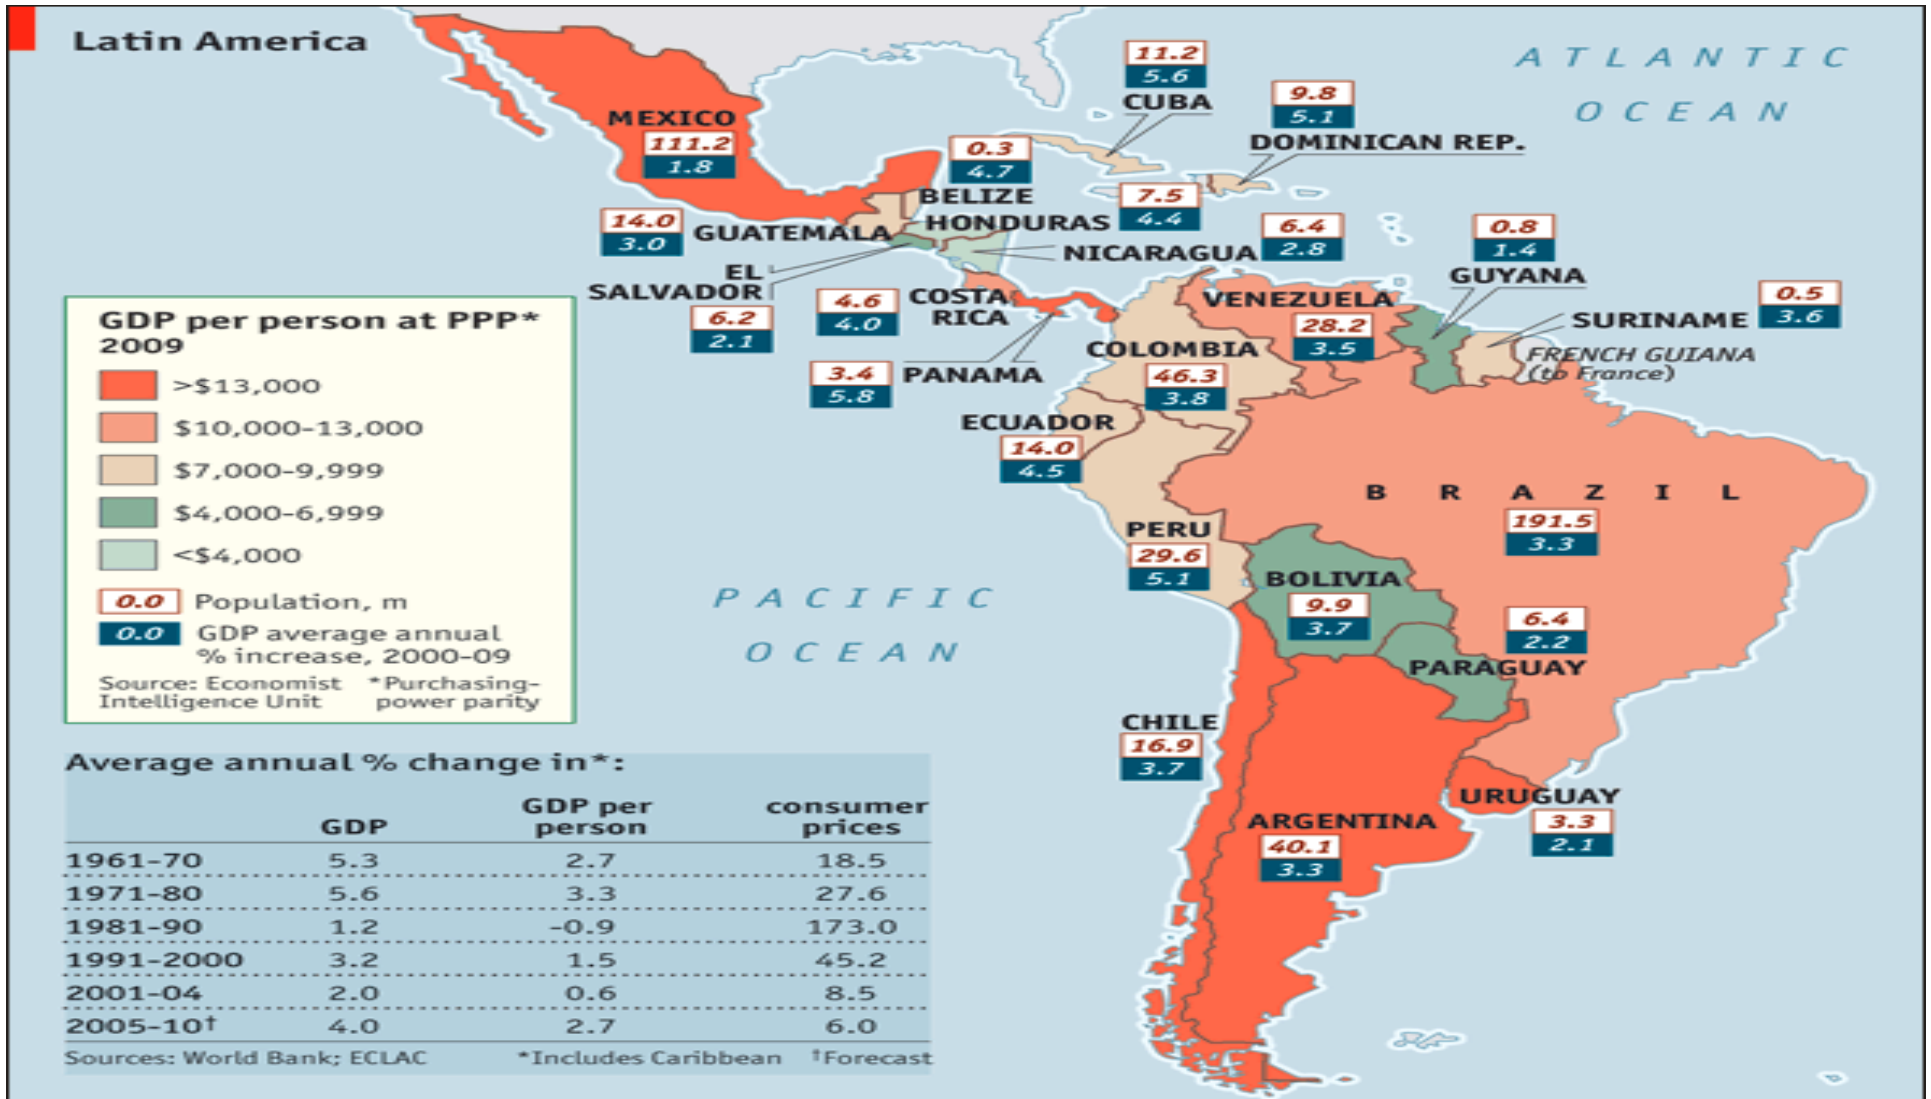 Latin America
ATLANTIC
OCEAN
11.2
5.6
CUBA
9.8
5.1
DOMINICAN REP.
MEXICO
111.2
1.8
0.3
4.7
BELIZE
7.5
4.4
HONDURAS
14.0
3.0
GUATEMALA
6.4
2.8
NICARAGUA
0.8
1.4
GUYANA
EL
SALVADOR
6.2
2.1
4.6
4.0
COSTA
RICA
VENEZUELA
28.2
3.5
0.5
3.6
SURINAME
FRENCH GUIANA
(to France)
3.4
5.8
PANAMA
COLOMBIA
46.3
3.8
ECUADOR
14.0
4.5
BRAZIL
191.5
3.3
PERU
29.6
5.1
BOLIVIA
9.9
3.7
PACIFIC
OCEAN
6.4
2.2
PARAGUAY
CHILE
16.9
3.7
URUGUAY
3.3
2.1
ARGENTINA
40.1
3.3
GDP per person at PPP*
2009
>$13,000
$10,000-13,000
$7,000-9,999
$4,000-6,999
<$4,000
0.0 Population, m
0.0 GDP average annual
% increase, 2000-09
Source: Economist *Purchasing-
Intelligence Unit power parity
Average annual % change in*:
GDP per consumer
GDP person prices
1961-70 5.3 2.7 18.5
1971-80 5.6 3.3 27.6
1981-90 1.2 -0.9 173.0
1991-2000 3.2 1.5 45.2
2001-04 2.0 0.6 8.5
2005-10† 4.0 2.7 6.0
Sources: World Bank; ECLAC *Includes Caribbean †Forecast